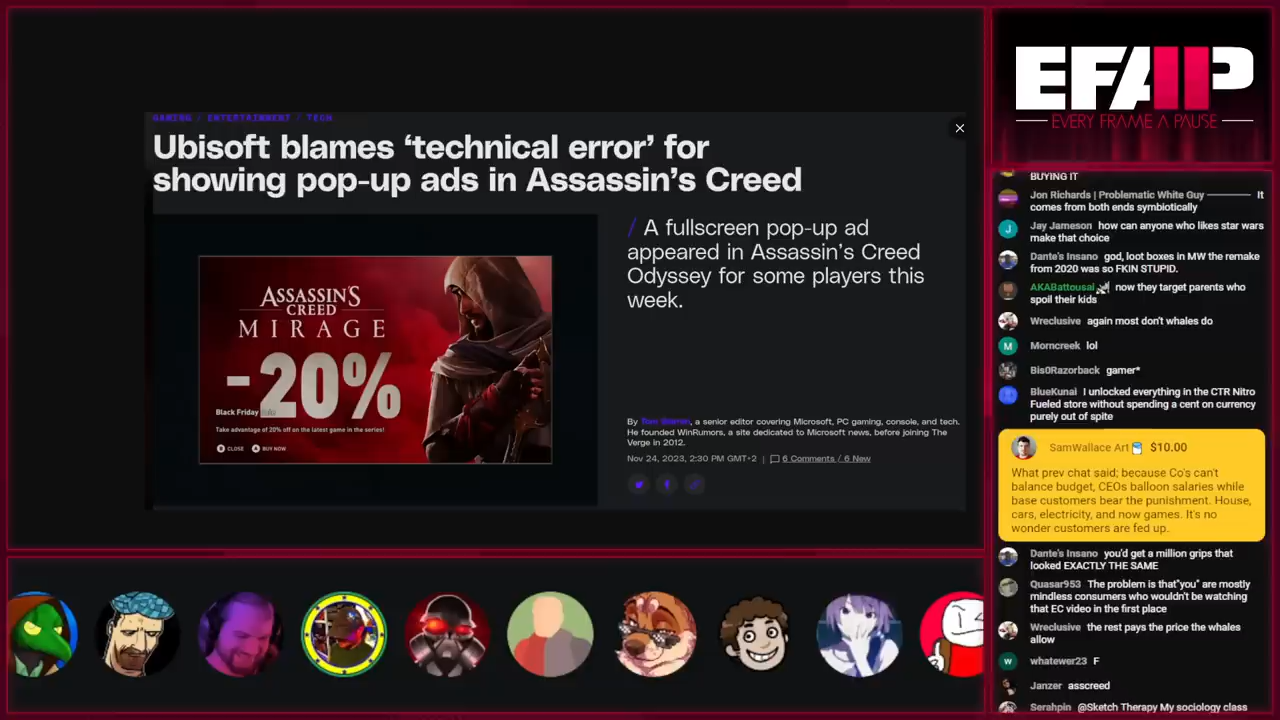 GAMING / ENTERTAINMENT / TECH
Ubisoft blames ‘technical error’ for
showing pop-up ads in Assassin’s Creed
/ A fullscreen pop-up ad
appeared in Assassin’s Creed
Odyssey for some players this
week.
ASSASSIN'S
CREED
MIRAGE
-20%
Black Friday
Take advantage of 20% off on the latest game in the series!
CLOSE
BUY NOW
By Tom Warren, a senior editor covering Microsoft, PC gaming, console, and tech.
He founded WinRumors, a site dedicated to Microsoft news, before joining The
Verge in 2012.
Nov 24, 2023, 2:30 PM GMT+2 | 6 Comments / 6 New
EFAP
EVERY FRAME A PAUSE
BUYING IT
Jon Richards | Problematic White Guy It
comes from both ends symbiotically
Jay Jameson how can anyone who likes star wars
make that choice
Dante's Insano god, loot boxes in MW the remake
from 2020 was so FKIN STUPID.
AKABattousai now they target parents who
spoil their kids
Wreclusive again most don't whales do
Morncreek lol
Bis0Razorback gamer*
BlueKunai I unlocked everything in the CTR Nitro
Fueled store without spending a cent on currency
purely out of spite
SamWallace Art $10.00
What prev chat said; because Co's can't
balance budget, CEOs balloon salaries while
base customers bear the punishment. House,
cars, electricity, and now games. It's no
wonder customers are fed up.
Dante's Insano you'd get a million grips that
looked EXACTLY THE SAME
Quasar953 The problem is that"you" are mostly
mindless consumers who wouldn't be watching
that EC video in the first place
Wreclusive the rest pays the price the whales
allow
whatewer23 F
Janzer asscreed
Serahpin @Sketch Therapy My sociology class